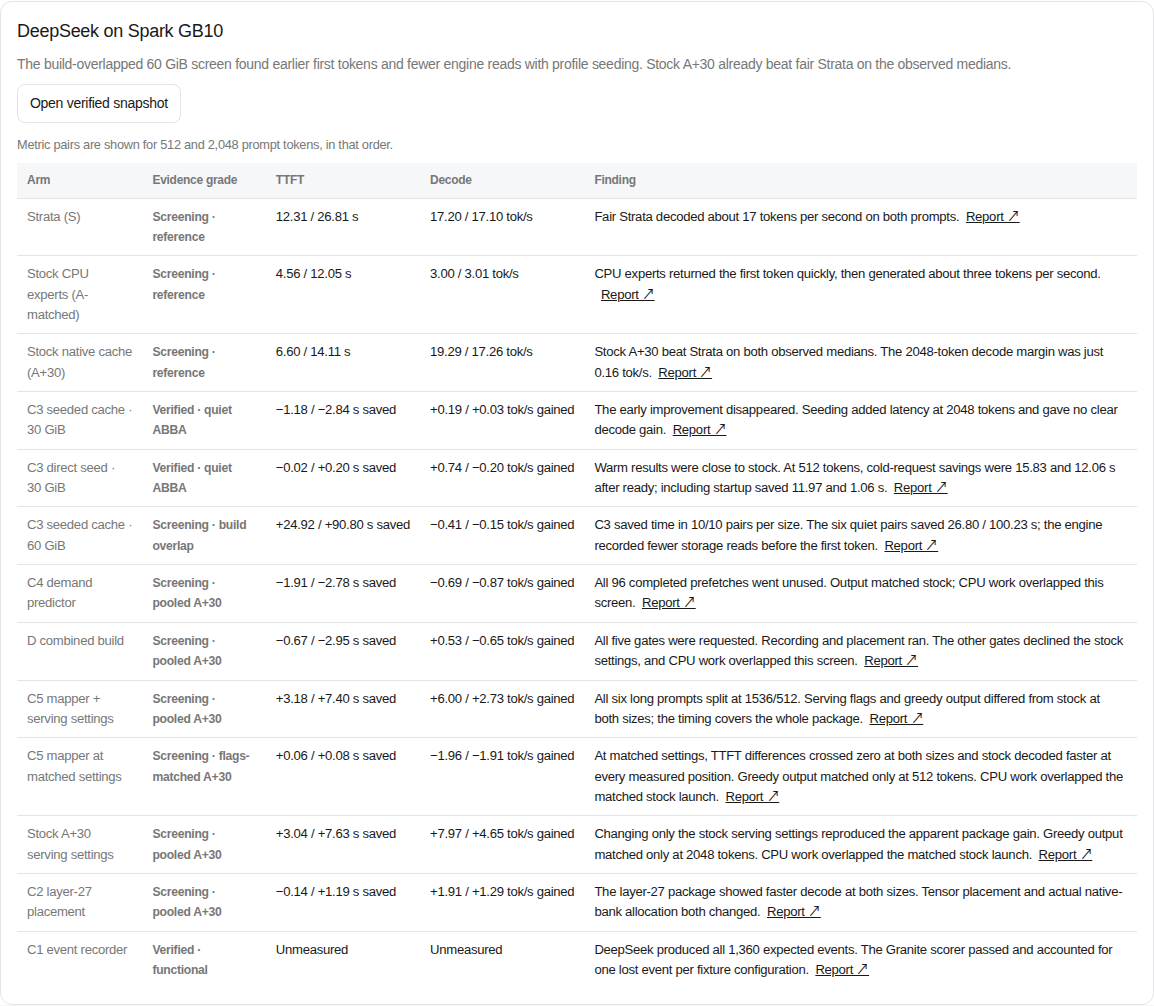 DeepSeek on Spark GB10
The build-overlapped 60 GiB screen found earlier first tokens and fewer engine reads with profile seeding. Stock A+30 already beat fair Strata on the observed medians.
Open verified snapshot
Metric pairs are shown for 512 and 2,048 prompt tokens, in that order.
Arm Evidence grade TTFT Decode Finding
Strata (S) Screening · 12.31 / 26.81 s 17.20 / 17.10 tok/s Fair Strata decoded about 17 tokens per second on both prompts. Report ↗
reference
Stock CPU Screening · 4.56 / 12.05 s 3.00 / 3.01 tok/s CPU experts returned the first token quickly, then generated about three tokens per second.
experts (A- reference Report ↗
matched)
Stock native cache Screening · 6.60 / 14.11 s 19.29 / 17.26 tok/s Stock A+30 beat Strata on both observed medians. The 2048-token decode margin was just
(A+30) reference 0.16 tok/s. Report ↗
C3 seeded cache · Verified · quiet −1.18 / −2.84 s saved +0.19 / +0.03 tok/s gained The early improvement disappeared. Seeding added latency at 2048 tokens and gave no clear
30 GiB ABBA decode gain. Report ↗
C3 direct seed · Verified · quiet −0.02 / +0.20 s saved +0.74 / −0.20 tok/s gained Warm results were close to stock. At 512 tokens, cold-request savings were 15.83 and 12.06 s
30 GiB ABBA after ready; including startup saved 11.97 and 1.06 s. Report ↗
C3 seeded cache · Screening · build +24.92 / +90.80 s saved −0.41 / −0.15 tok/s gained C3 saved time in 10/10 pairs per size. The six quiet pairs saved 26.80 / 100.23 s; the engine
60 GiB overlap recorded fewer storage reads before the first token. Report ↗
C4 demand Screening · −1.91 / −2.78 s saved −0.69 / −0.87 tok/s gained All 96 completed prefetches went unused. Output matched stock; CPU work overlapped this
predictor pooled A+30 screen. Report ↗
D combined build Screening · −0.67 / −2.95 s saved +0.53 / −0.65 tok/s gained All five gates were requested. Recording and placement ran. The other gates declined the stock
pooled A+30 settings, and CPU work overlapped this screen. Report ↗
C5 mapper + Screening · +3.18 / +7.40 s saved +6.00 / +2.73 tok/s gained All six long prompts split at 1536/512. Serving flags and greedy output differed from stock at
serving settings pooled A+30 both sizes; the timing covers the whole package. Report ↗
C5 mapper at Screening · flags- +0.06 / +0.08 s saved −1.96 / −1.91 tok/s gained At matched settings, TTFT differences crossed zero at both sizes and stock decoded faster at
matched settings matched A+30 every measured position. Greedy output matched only at 512 tokens. CPU work overlapped the
matched stock launch. Report ↗
Stock A+30 Screening · +3.04 / +7.63 s saved +7.97 / +4.65 tok/s gained Changing only the stock serving settings reproduced the apparent package gain. Greedy output
serving settings pooled A+30 matched only at 2048 tokens. CPU work overlapped the matched stock launch. Report ↗
C2 layer-27 Screening · −0.14 / +1.19 s saved +1.91 / +1.29 tok/s gained The layer-27 package showed faster decode at both sizes. Tensor placement and actual native-
placement pooled A+30 bank allocation both changed. Report ↗
C1 event recorder Verified · Unmeasured Unmeasured DeepSeek produced all 1,360 expected events. The Granite scorer passed and accounted for
functional one lost event per fixture configuration. Report ↗